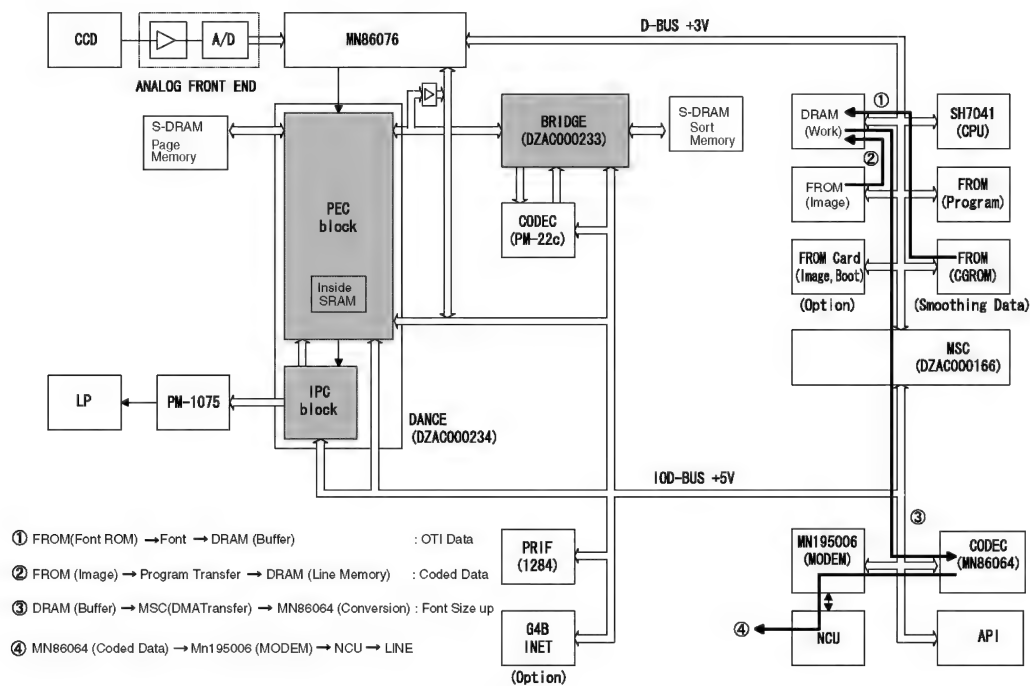 D-BUS +3V
CCD
A/D
MN86076
ANALOG FRONT END
S-DRAM
Page
Memory
BRIDGE
(DZAC000233)
S-DRAM
Sort
Memory
①
DRAM
(Work)
SH7041
(CPU)
②
FROM
(Image)
FROM
(Program)
PEC
block
CODEC
(PM-22c)
FROM Card
(Image, Boot)
(Option)
FROM
(CGROM)
(Smoothing Data)
Inside
SRAM
MSC
(DZAC000166)
LP
PM-1075
IPC
block
DANCE
(DZAC000234)
IOD-BUS +5V
③
① FROM(Font ROM) →Font → DRAM (Buffer) : OTI Data
② FROM (Image) → Program Transfer → DRAM (Line Memory) : Coded Data
③ DRAM (Buffer) → MSC(DMATransfer) → MN86064 (Conversion) : Font Size up
④ MN86064 (Coded Data) → Mn195006 (MODEM) → NCU → LINE
PRIF
(1284)
MN195006
(MODEM)
CODEC
(MN86064)
④
G4B
INET
(Option)
NCU
API